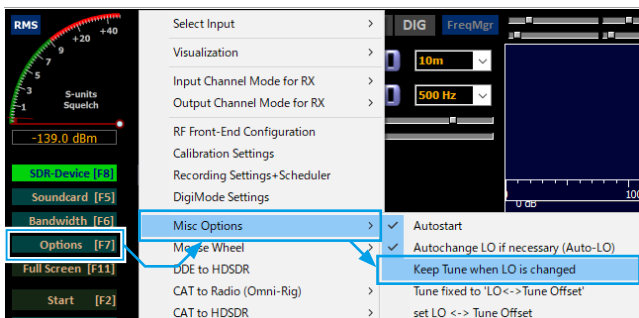 RMS
+20
+40
9
7
5
3
1
S-units
Squelch
-139.0 dBm
SDR-Device [F8]
Soundcard [F5]
Bandwidth [F6]
Options [F7]
Full Screen [F11]
Start [F2]
Select Input
Visualization
Input Channel Mode for RX
Output Channel Mode for RX
RF Front-End Configuration
Calibration Settings
Recording Settings+Scheduler
DigiMode Settings
Misc Options
Mouse Wheel
DDE to HDSDR
CAT to Radio (Omni-Rig)
CAT to HDSDR
DIG FreqMgr
10m
500 Hz
0 dB
Autostart
Autochange LO if necessary (Auto-LO)
Keep Tune when LO is changed
Tune fixed to 'LO<->Tune Offset'
set LO <-> Tune Offset